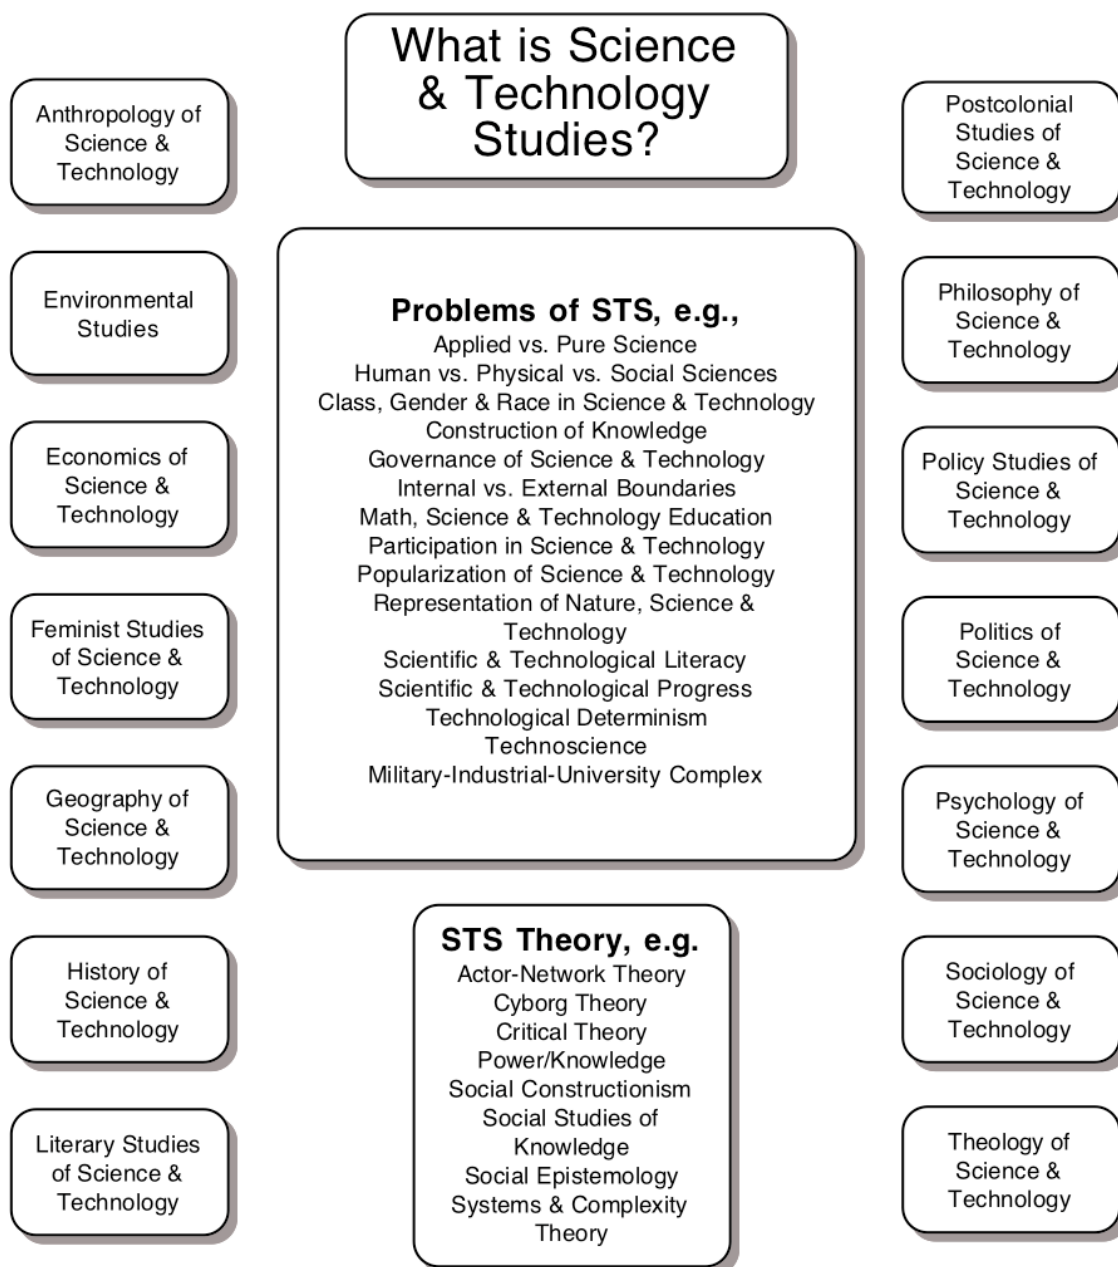 What is Science
& Technology
Studies?
Anthropology of
Science &
Technology
Environmental
Studies
Economics of
Science &
Technology
Feminist Studies
of Science &
Technology
Geography of
Science &
Technology
History of
Science &
Technology
Literary Studies
of Science &
Technology
Problems of STS, e.g.,
Applied vs. Pure Science
Human vs. Physical vs. Social Sciences
Class, Gender & Race in Science & Technology
Construction of Knowledge
Governance of Science & Technology
Internal vs. External Boundaries
Math, Science & Technology Education
Participation in Science & Technology
Popularization of Science & Technology
Representation of Nature, Science &
Technology
Scientific & Technological Literacy
Scientific & Technological Progress
Technological Determinism
Technoscience
Military-Industrial-University Complex
STS Theory, e.g.
Actor-Network Theory
Cyborg Theory
Critical Theory
Power/Knowledge
Social Constructionism
Social Studies of
Knowledge
Social Epistemology
Systems & Complexity
Theory
Postcolonial
Studies of
Science &
Technology
Philosophy of
Science &
Technology
Policy Studies of
Science &
Technology
Politics of
Science &
Technology
Psychology of
Science &
Technology
Sociology of
Science &
Technology
Theology of
Science &
Technology